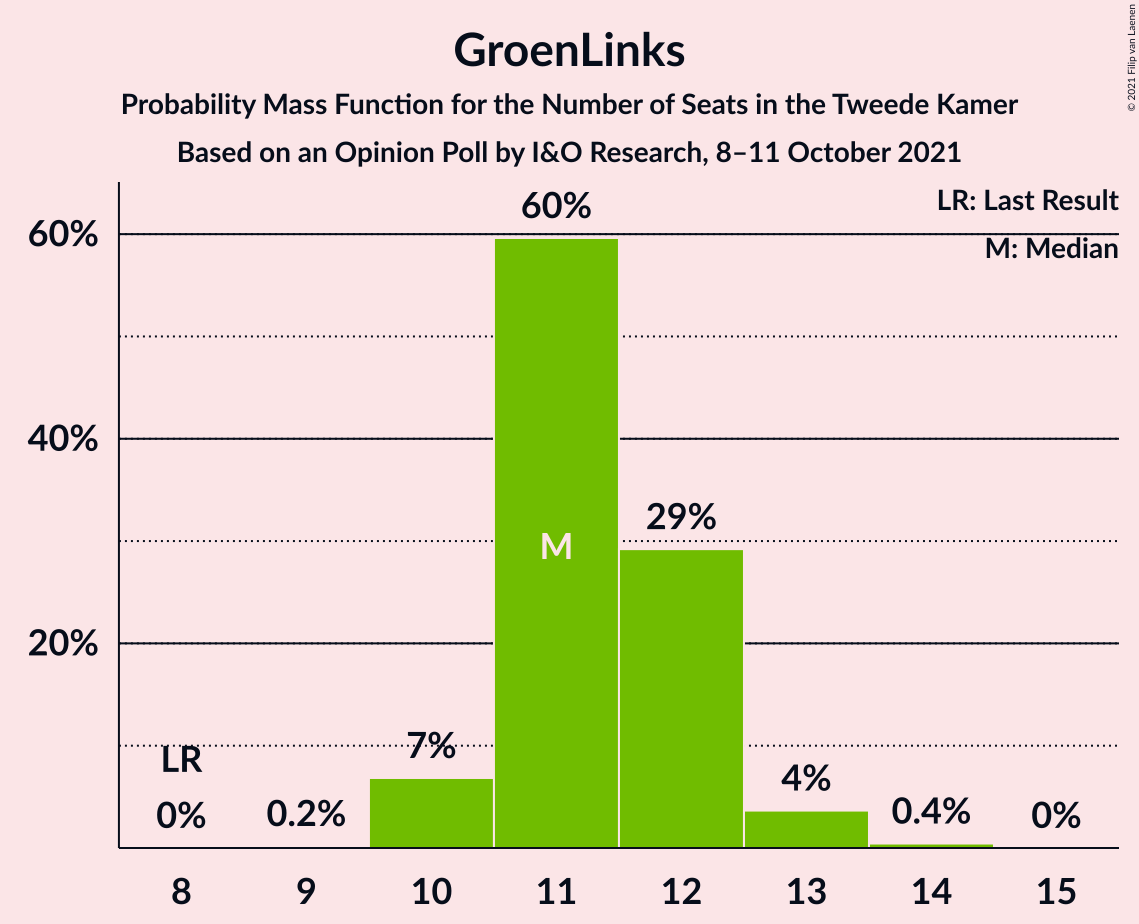 GroenLinks
Probability Mass Function for the Number of Seats in the Tweede Kamer
Based on an Opinion Poll by I&O Research, 8–11 October 2021
© 2021 Filip van Laenen
LR: Last Result
M: Median
60%
40%
20%
LR
0%
0.2%
7%
60%
M
29%
4%
0.4%
0%
8 9 10 11 12 13 14 15